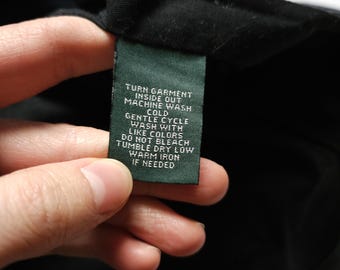 TURN GARMENT
INSIDE OUT
MACHINE WASH
COLD
GENTLE CYCLE
WASH WITH
LIKE COLORS
DO NOT BLEACH
TUMBLE DRY LOW
WARM IRON
IF NEEDED